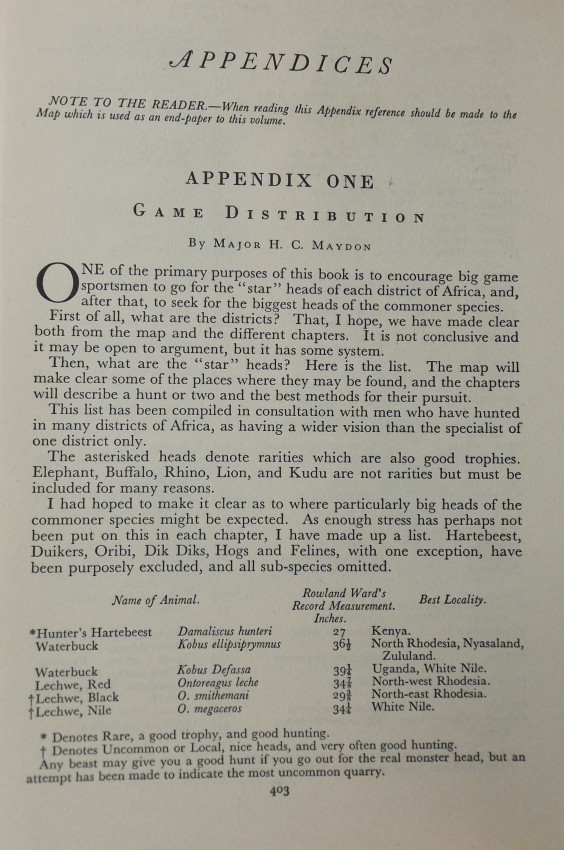 APPENDICES
NOTE TO THE READER.—When reading this Appendix reference should be made to the
Map which is used as an end-paper to this volume.
APPENDIX ONE
GAME DISTRIBUTION
By MAJOR H. C. MAYDON
ONE of the primary purposes of this book is to encourage big game
sportsmen to go for the "star" heads of each district of Africa, and,
after that, to seek for the biggest heads of the commoner species.
First of all, what are the districts? That, I hope, we have made clear
both from the map and the different chapters. It is not conclusive and
it may be open to argument, but it has some system.
Then, what are the "star" heads? Here is the list. The map will
make clear some of the places where they may be found, and the chapters
will describe a hunt or two and the best methods for their pursuit.
This list has been compiled in consultation with men who have hunted
in many districts of Africa, as having a wider vision than the specialist of
one district only.
The asterisked heads denote rarities which are also good trophies.
Elephant, Buffalo, Rhino, Lion, and Kudu are not rarities but must be
included for many reasons.
I had hoped to make it clear as to where particularly big heads of the
commoner species might be expected. As enough stress has perhaps not
been put on this in each chapter, I have made up a list. Hartebeest,
Duikers, Oribi, Dik Diks, Hogs and Felines, with one exception, have
been purposely excluded, and all sub-species omitted.
Name of Animal. Rowland Ward's Record Measurement. Inches. Best Locality.
*Hunter's Hartebeest Damaliscus hunteri 27 Kenya.
Waterbuck Kobus ellipsiprymnus North Rhodesia, Nyasaland,
Zululand.
Waterbuck Kobus Defassa Uganda, White Nile.
Lechwe, Red Ontoreagus leche North-west Rhodesia.
†Lechwe, Black O. smithemani North-east Rhodesia.
†Lechwe, Nile O. megaceros White Nile.
* Denotes Rare, a good trophy, and good hunting.
† Denotes Uncommon or Local, nice heads, and very often good hunting.
Any beast may give you a good hunt if you go out for the real monster head, but an
attempt has been made to indicate the most uncommon quarry.
403